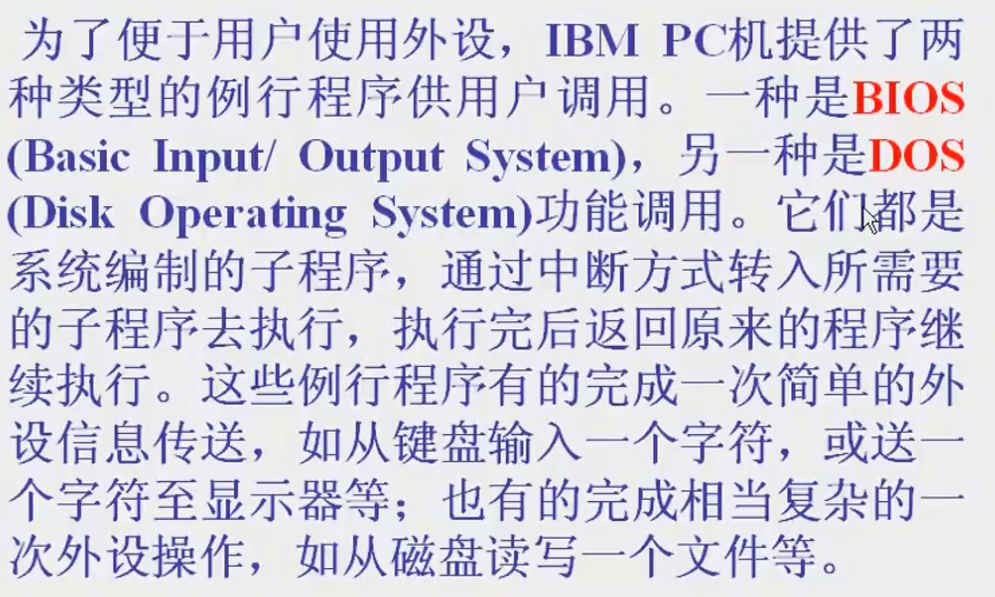 为了便于用户使用外设，IBM PC机提供了两
种类型的例行程序供用户调用。一种是BIOS
(Basic Input/ Output System)，另一种是DOS
(Disk Operating System)功能调用。它们都是
系统编制的子程序，通过中断方式转入所需要
的子程序去执行，执行完后返回原来的程序继
续执行。这些例行程序有的完成一次简单的外
设信息传送，如从键盘输入一个字符，或送一
个字符至显示器等；也有的完成相当复杂的一
次外设操作，如从磁盘读写一个文件等。